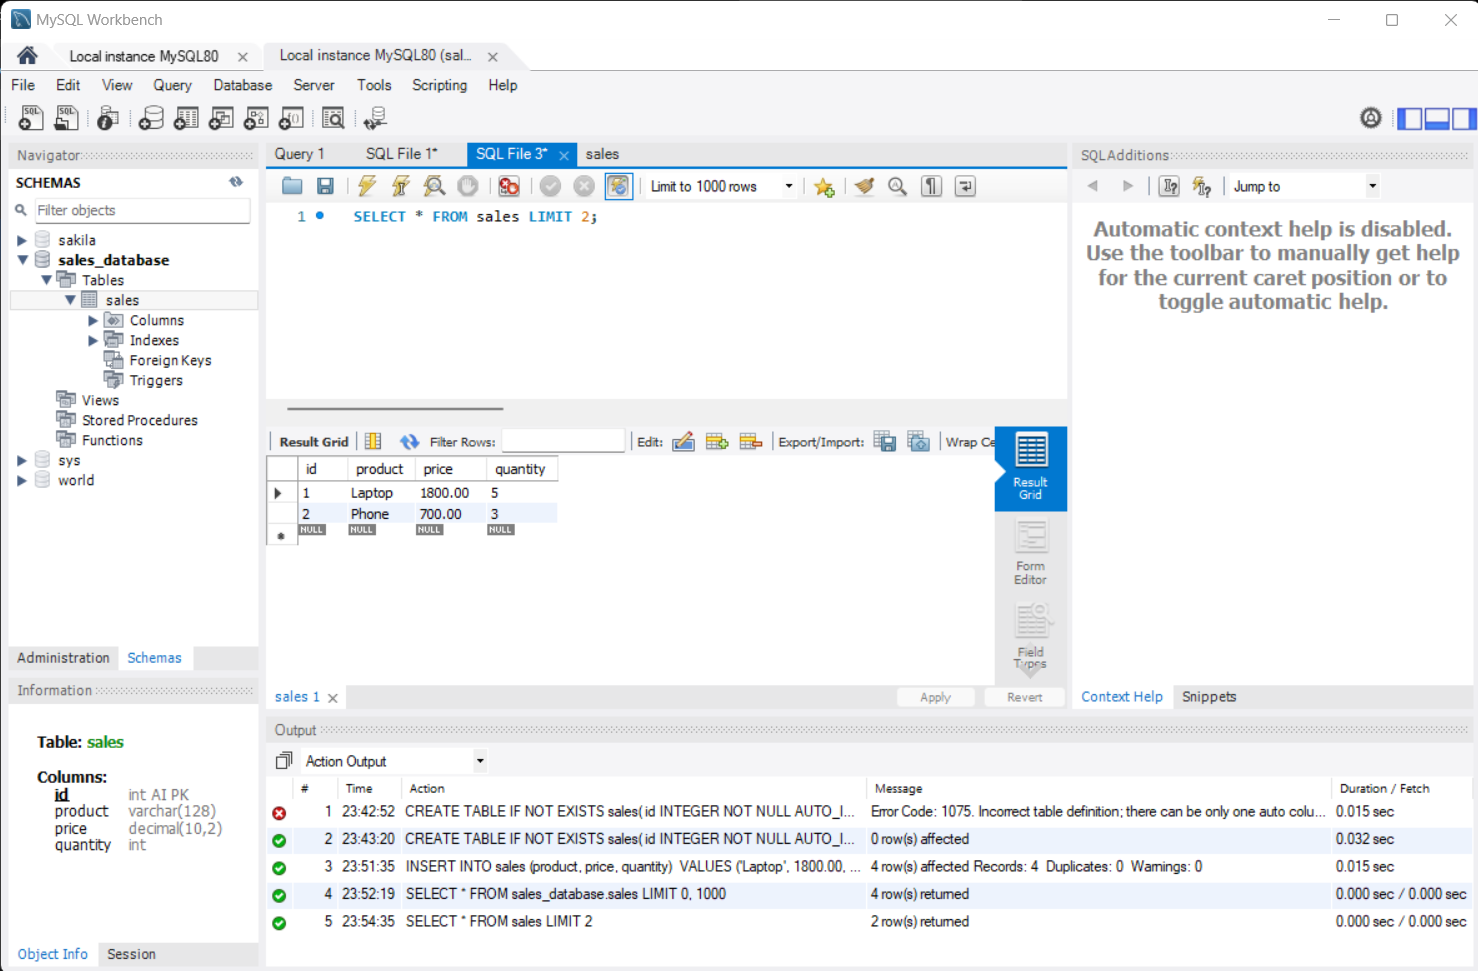 MySQL Workbench
Local instance MySQL80
Local instance MySQL80 (sal...
File Edit View Query Database Server Tools Scripting Help
Navigator
SCHEMAS
Filter objects
sakila
sales_database
Tables
sales
Columns
Indexes
Foreign Keys
Triggers
Views
Stored Procedures
Functions
sys
world
Administration Schemas
Information
Table: sales
Columns:
id int AI PK
product varchar(128)
price decimal(10,2)
quantity int
Object Info Session
Query 1 SQL File 1* SQL File 3* sales
Limit to 1000 rows
1 SELECT * FROM sales LIMIT 2;
Result Grid Filter Rows: Edit: Export/Import: Wrap Ce
id product price quantity
1 Laptop 1800.00 5
2 Phone 700.00 3
NULL NULL NULL NULL
Result
Grid
Form
Editor
Field
Types
sales 1
Apply Revert
SQLAdditions
Jump to
Automatic context help is disabled.
Use the toolbar to manually get help
for the current caret position or to
toggle automatic help.
Context Help Snippets
Output
Action Output
# Time Action Message Duration / Fetch
1 23:42:52 CREATE TABLE IF NOT EXISTS sales( id INTEGER NOT NULL AUTO_I... Error Code: 1075. Incorrect table definition; there can be only one auto colu... 0.015 sec
2 23:43:20 CREATE TABLE IF NOT EXISTS sales( id INTEGER NOT NULL AUTO_I... 0 row(s) affected 0.032 sec
3 23:51:35 INSERT INTO sales (product, price, quantity) VALUES ('Laptop', 1800.00, ... 4 row(s) affected Records: 4 Duplicates: 0 Warnings: 0 0.015 sec
4 23:52:19 SELECT * FROM sales_database.sales LIMIT 0, 1000 4 row(s) returned 0.000 sec / 0.000 sec
5 23:54:35 SELECT * FROM sales LIMIT 2 2 row(s) returned 0.000 sec / 0.000 sec